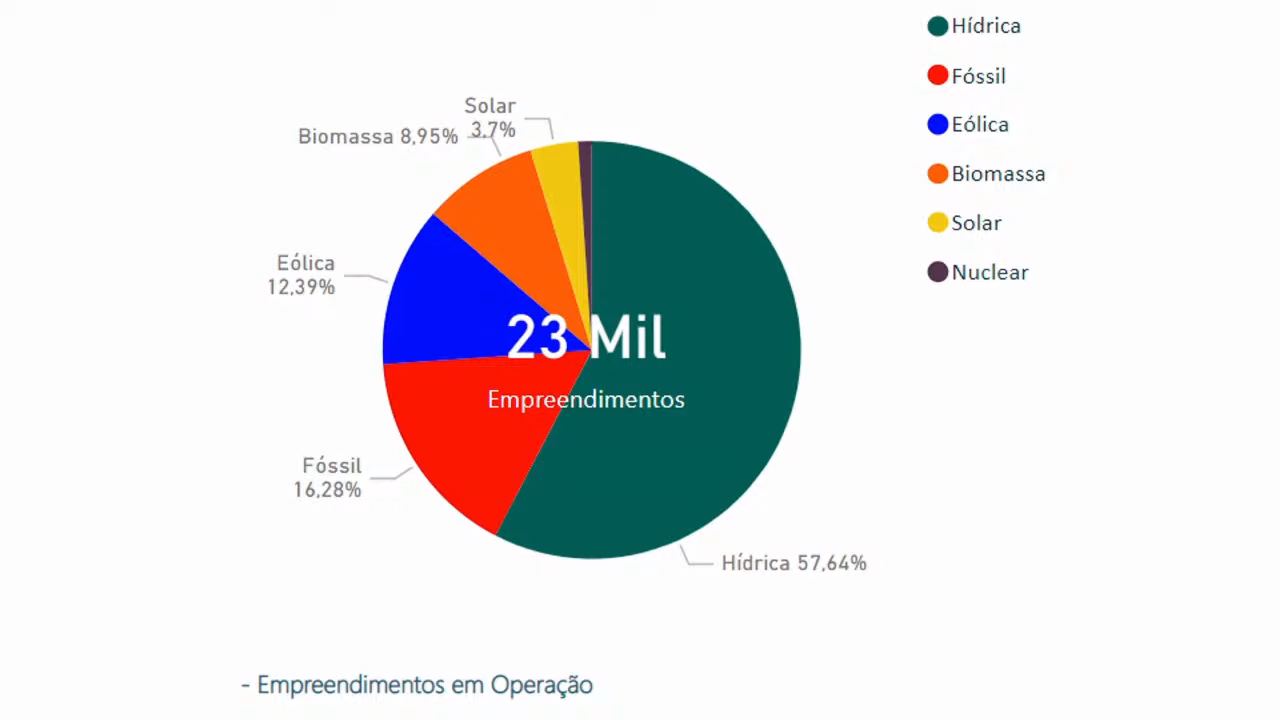 Hídrica
Fóssil
Eólica
Biomassa
Solar
Nuclear
Solar
3,7%
Biomassa 8,95%
Eólica
12,39%
23 Mil
Empreendimentos
Fóssil
16,28%
Hídrica 57,64%
- Empreendimentos em Operação